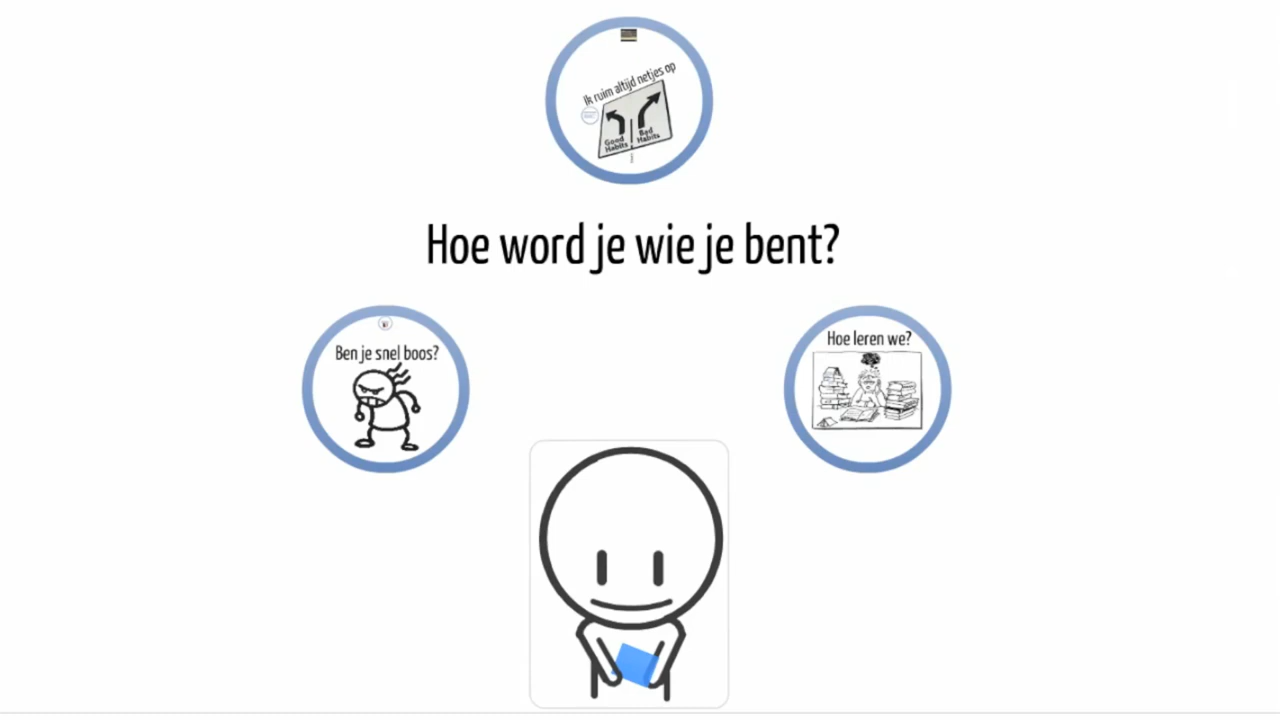 Ik ruim altijd netjes op
Good Bad
Habits Habits
Hoe word je wie je bent?
Ben je snel boos?
Hoe leren we?